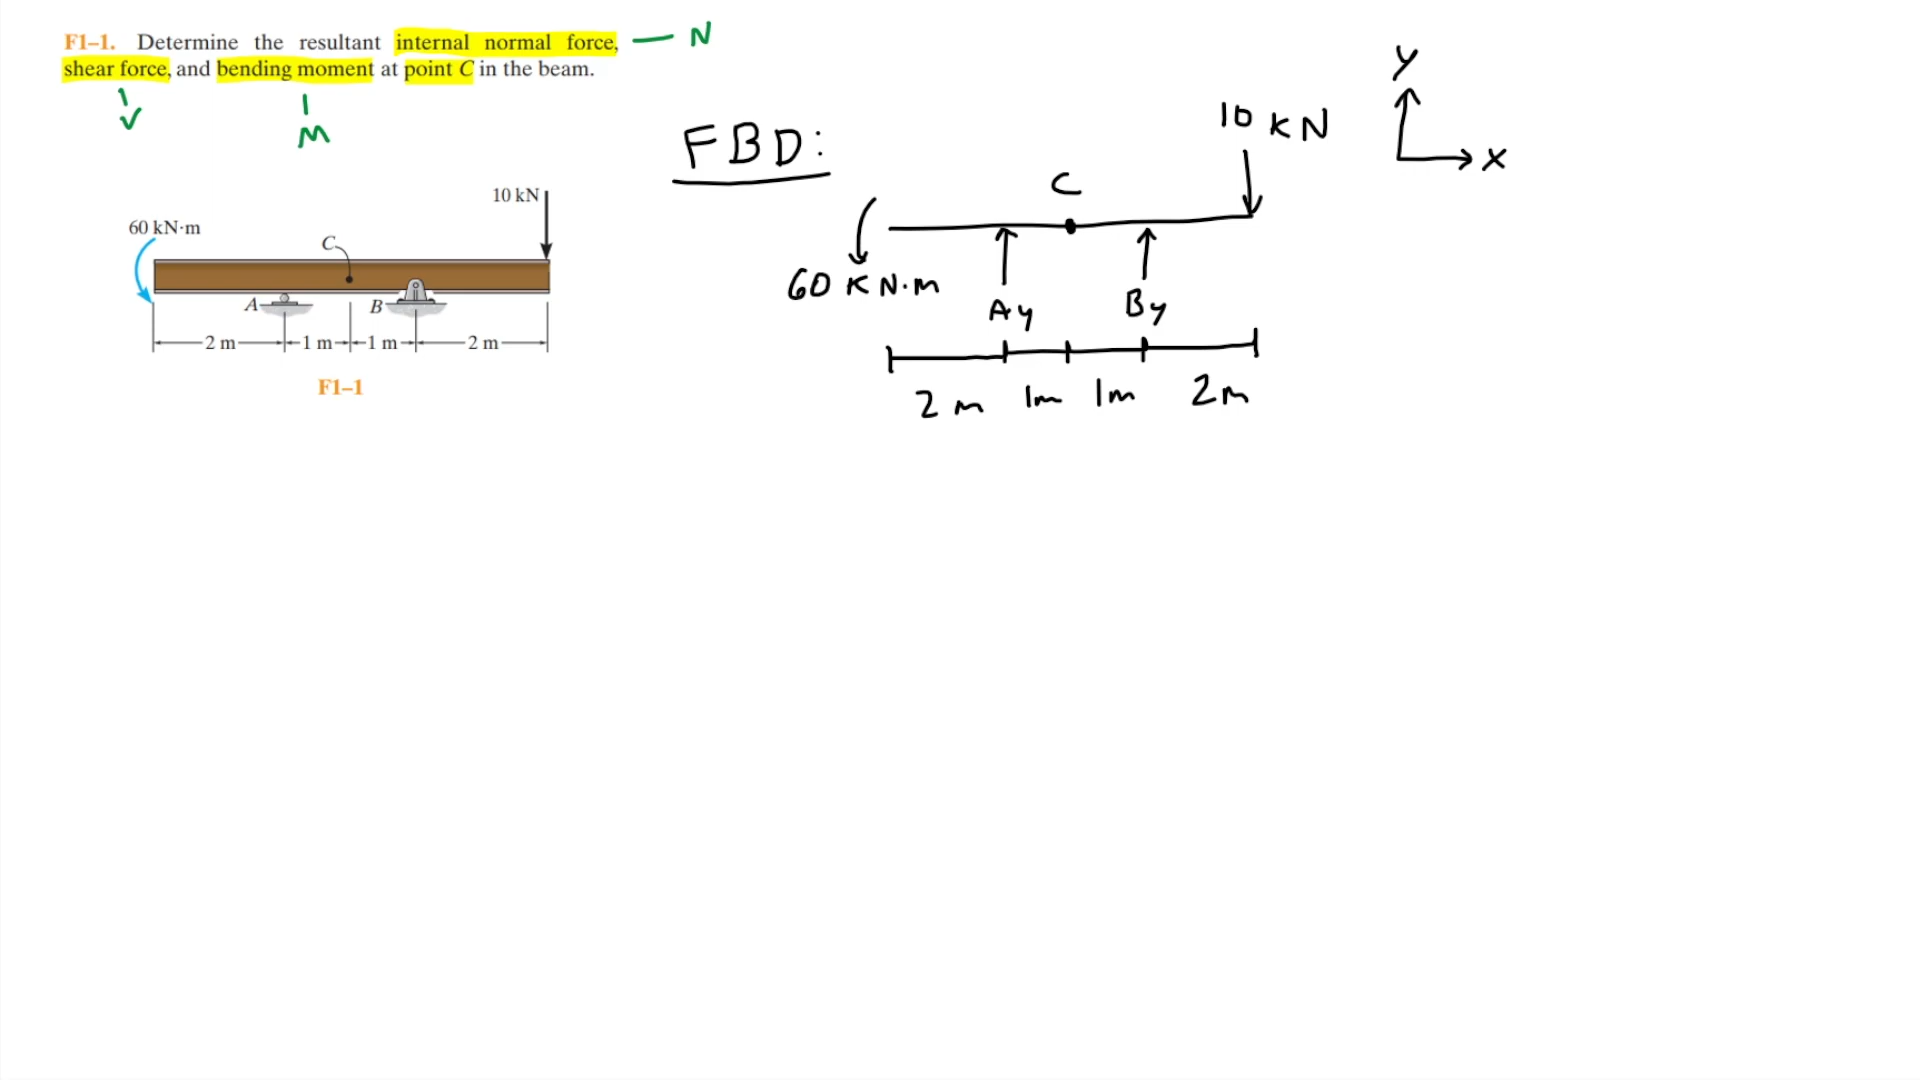 F1–1. Determine the resultant internal normal force, — N
shear force, and bending moment at point C in the beam.
V
M
FBD:
y
x
10 kN
C
60 kN·m
Ay
By
2 m 1m 1m 2m
10 kN
60 kN·m
C
A
B
2 m 1 m 1 m 2 m
F1–1